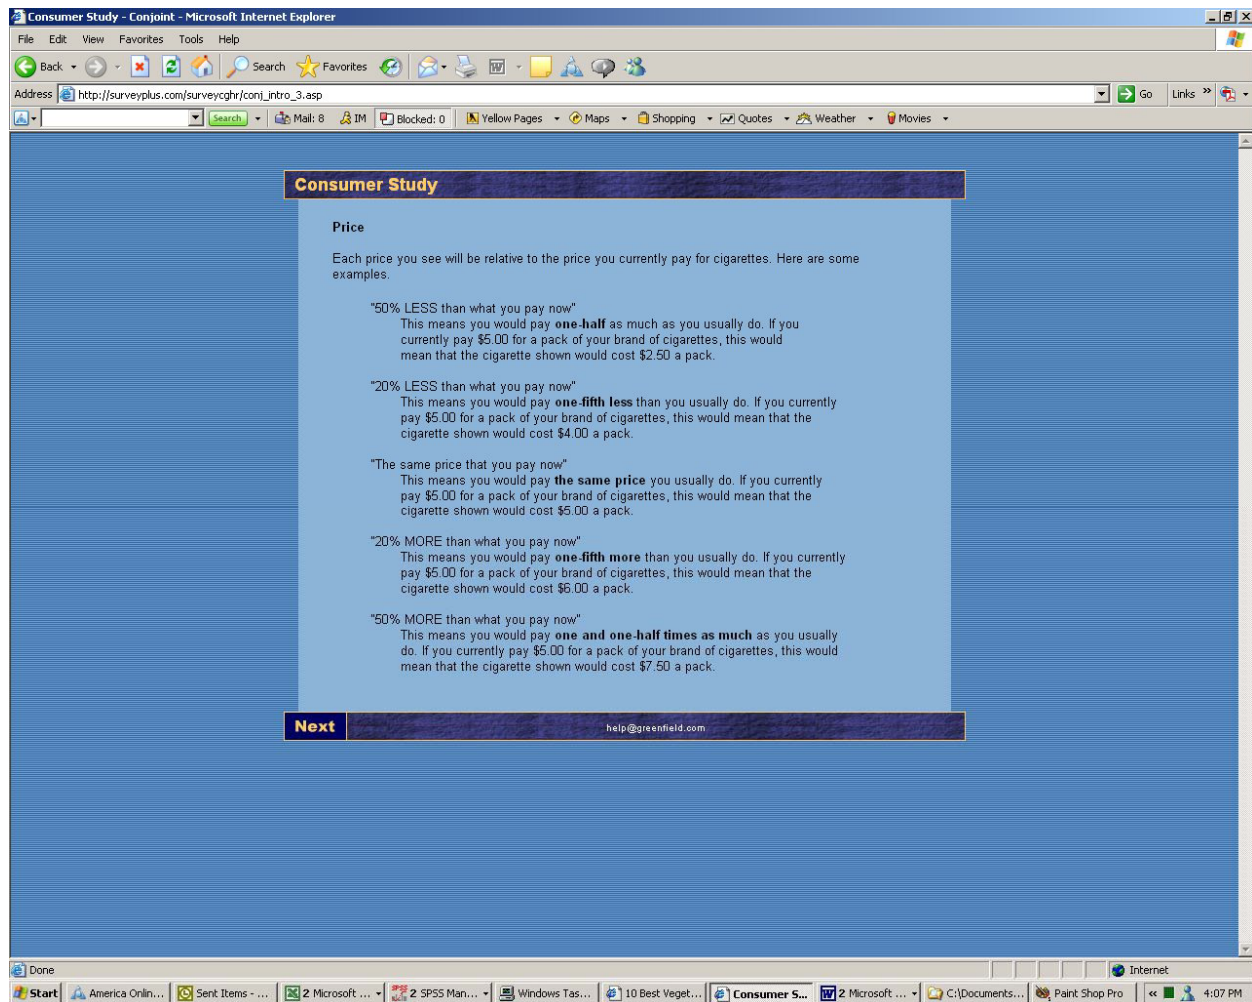 Consumer Study - Conjoint - Microsoft Internet Explorer
File Edit View Favorites Tools Help
Back Search Favorites
Address http://surveyplus.com/surveycghr/conj_intro_3.asp Go Links »
Search Mail: 8 IM Blocked: 0 Yellow Pages Maps Shopping Quotes Weather Movies
Consumer Study
Price
Each price you see will be relative to the price you currently pay for cigarettes. Here are some
examples.
"50% LESS than what you pay now"
This means you would pay one-half as much as you usually do. If you
currently pay $5.00 for a pack of your brand of cigarettes, this would
mean that the cigarette shown would cost $2.50 a pack.
"20% LESS than what you pay now"
This means you would pay one-fifth less than you usually do. If you currently
pay $5.00 for a pack of your brand of cigarettes, this would mean that the
cigarette shown would cost $4.00 a pack.
"The same price that you pay now"
This means you would pay the same price you usually do. If you currently
pay $5.00 for a pack of your brand of cigarettes, this would mean that the
cigarette shown would cost $5.00 a pack.
"20% MORE than what you pay now"
This means you would pay one-fifth more than you usually do. If you currently
pay $5.00 for a pack of your brand of cigarettes, this would mean that the
cigarette shown would cost $6.00 a pack.
"50% MORE than what you pay now"
This means you would pay one and one-half times as much as you usually
do. If you currently pay $5.00 for a pack of your brand of cigarettes, this would
mean that the cigarette shown would cost $7.50 a pack.
Next help@greenfield.com
Done Internet
Start America Onlin... Sent Items - ... 2 Microsoft ... 2 SPSS Man... Windows Tas... 10 Best Veget... Consumer S... 2 Microsoft ... C:\Documents... Paint Shop Pro « 4:07 PM